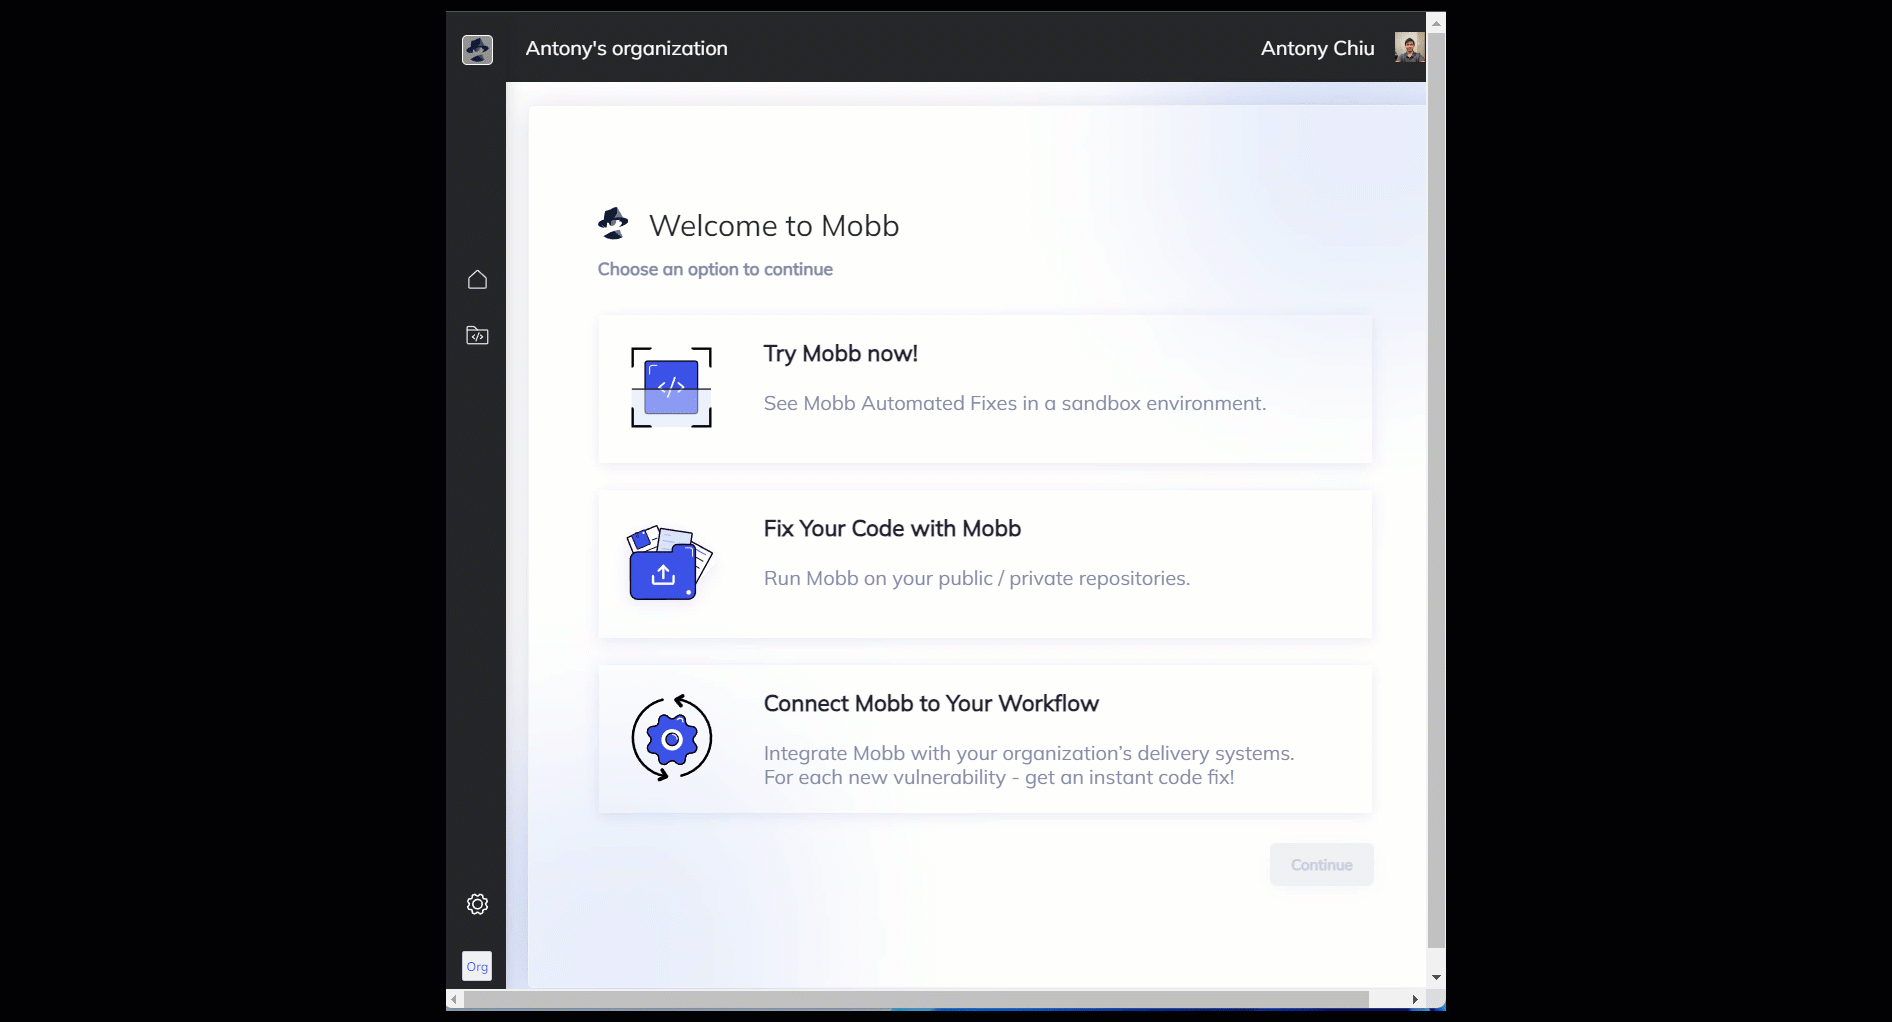 Antony's organization
Antony Chiu
Welcome to Mobb
Choose an option to continue
Try Mobb now!
See Mobb Automated Fixes in a sandbox environment.
Fix Your Code with Mobb
Run Mobb on your public / private repositories.
Connect Mobb to Your Workflow
Integrate Mobb with your organization’s delivery systems.
For each new vulnerability - get an instant code fix!
Continue
Org